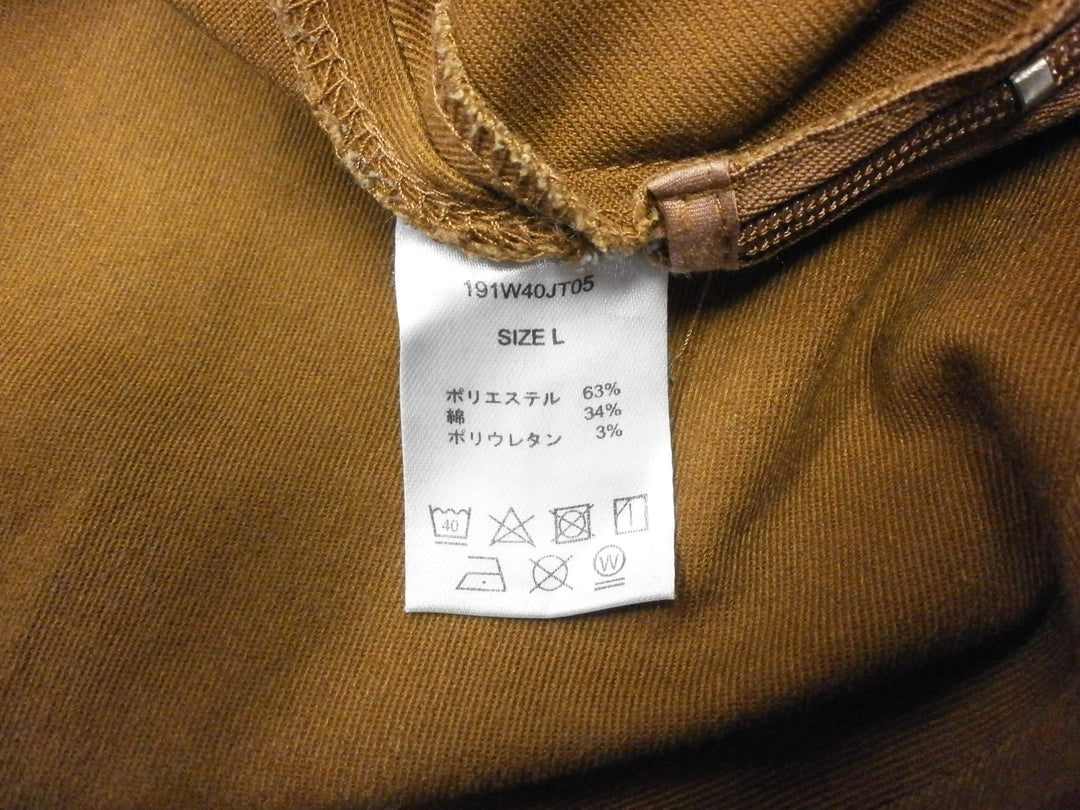 191W40JT05
SIZE L
ポリエステル 63%
綿 34%
ポリウレタン 3%
40
W